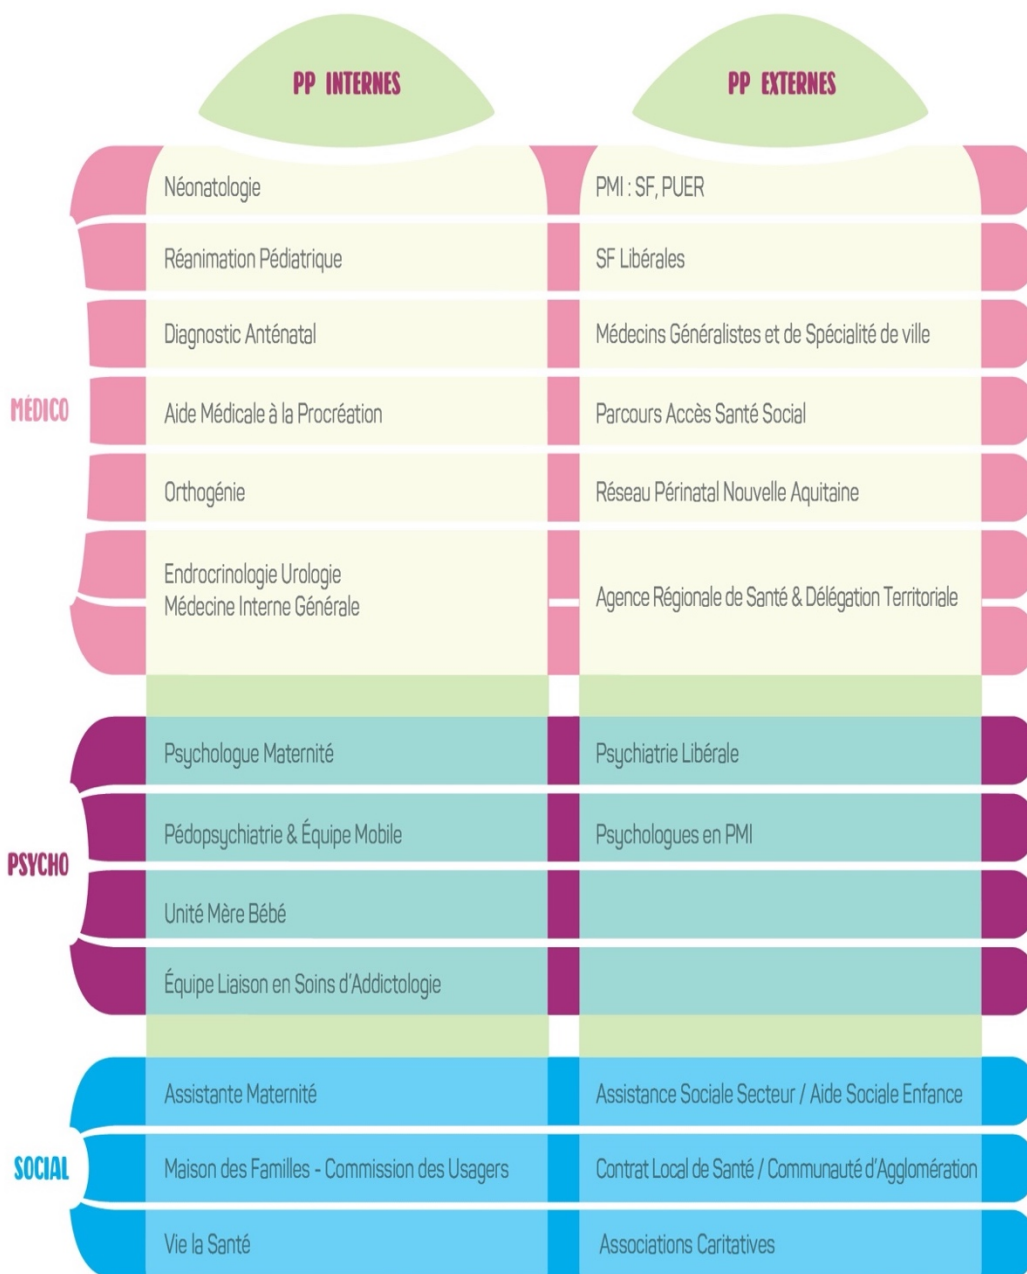 PP INTERNES
PP EXTERNES
Néonatologie
PMI : SF, PUER
Réanimation Pédiatrique
SF Libérales
Diagnostic Anténatal
Médecins Généralistes et de Spécialité de ville
MÉDICO
Aide Médicale à la Procréation
Parcours Accès Santé Social
Orthogénie
Réseau Périnatal Nouvelle Aquitaine
Endocrinologie Urologie
Médecine Interne Générale
Agence Régionale de Santé & Délégation Territoriale
Psychologue Maternité
Psychiatrie Libérale
Pédopsychiatrie & Équipe Mobile
Psychologues en PMI
PSYCHO
Unité Mère Bébé
Équipe Liaison en Soins d'Addictologie
Assistante Maternité
Assistance Sociale Secteur / Aide Sociale Enfance
SOCIAL
Maison des Familles - Commission des Usagers
Contrat Local de Santé / Communauté d'Agglomération
Vie la Santé
Associations Caritatives